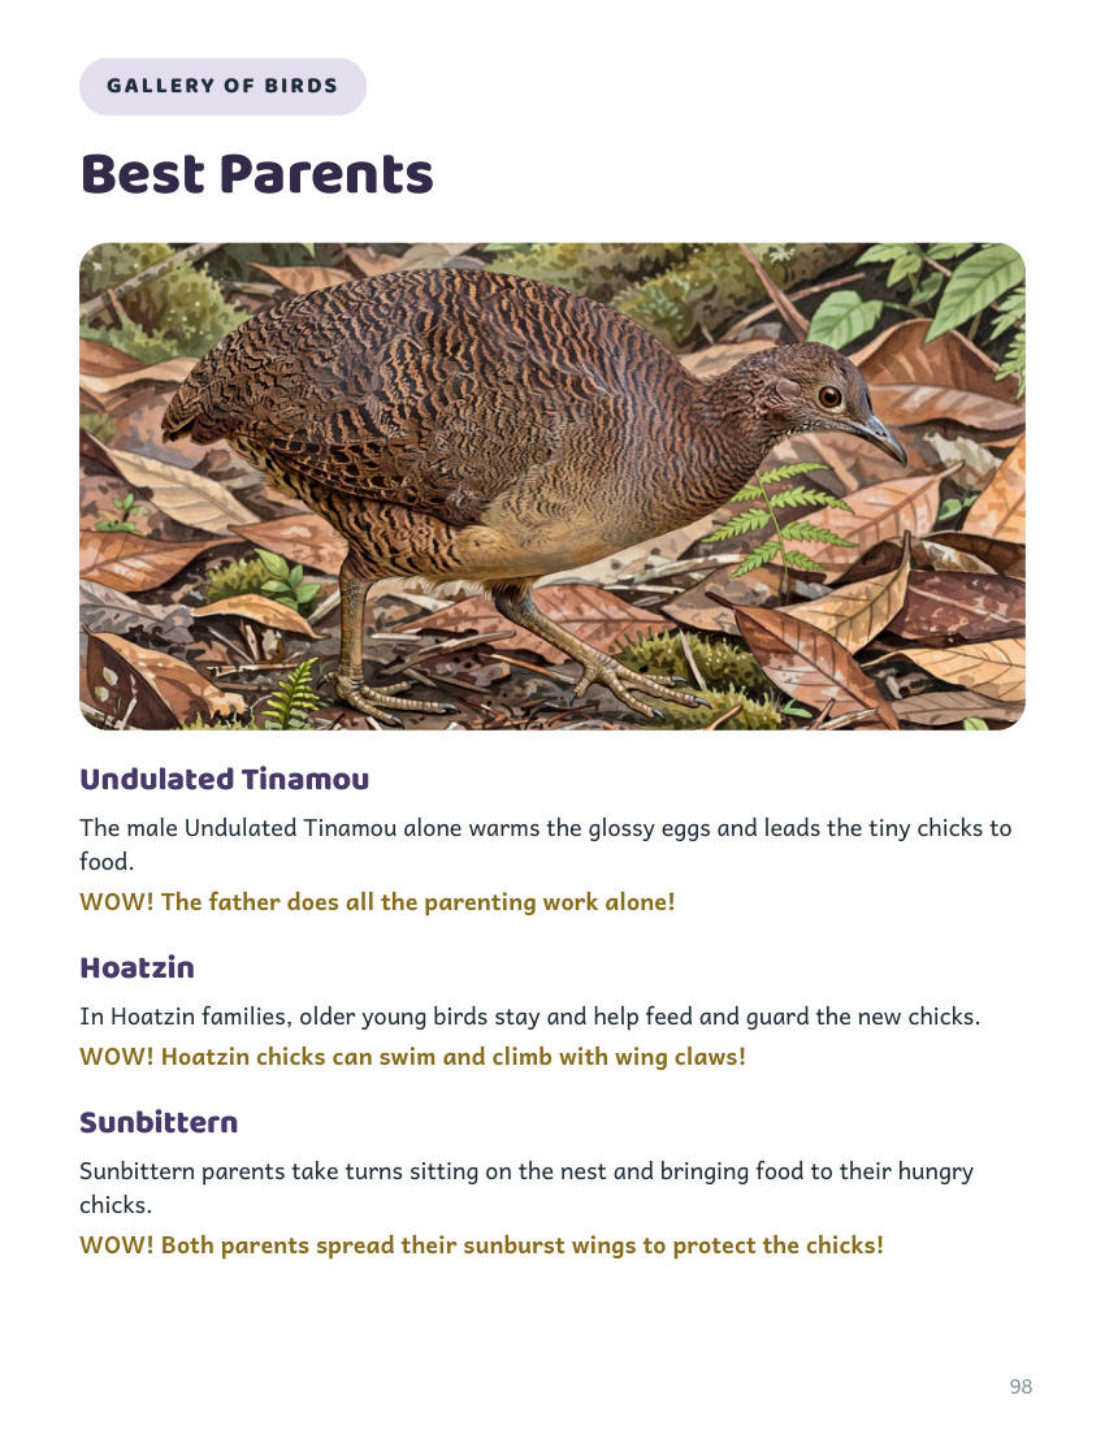 GALLERY OF BIRDS
Best Parents
Undulated Tinamou
The male Undulated Tinamou alone warms the glossy eggs and leads the tiny chicks to
food.
WOW! The father does all the parenting work alone!
Hoatzin
In Hoatzin families, older young birds stay and help feed and guard the new chicks.
WOW! Hoatzin chicks can swim and climb with wing claws!
Sunbittern
Sunbittern parents take turns sitting on the nest and bringing food to their hungry
chicks.
WOW! Both parents spread their sunburst wings to protect the chicks!
98